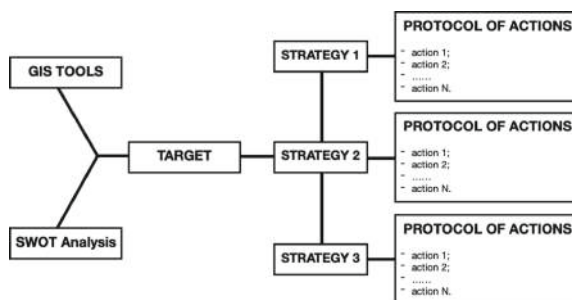 GIS TOOLS
SWOT Analysis
TARGET
STRATEGY 1
STRATEGY 2
STRATEGY 3
PROTOCOL OF ACTIONS
- action 1;
- action 2;
- ......
- action N.
PROTOCOL OF ACTIONS
- action 1;
- action 2;
- ......
- action N.
PROTOCOL OF ACTIONS
- action 1;
- action 2;
- ......
- action N.